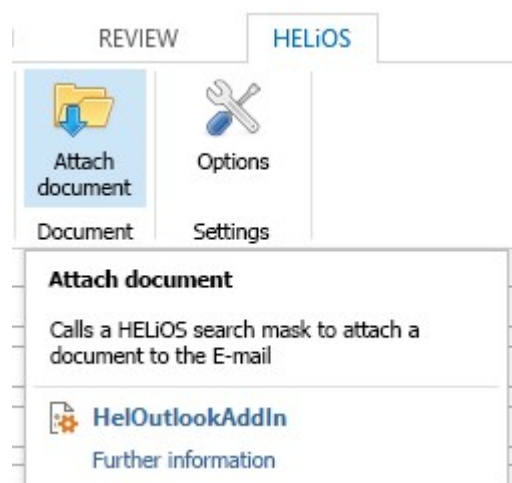 REVIEW HELiOS
Attach
document
Options
Document Settings
Attach document
Calls a HELiOS search mask to attach a
document to the E-mail
HelOutlookAddIn
Further information